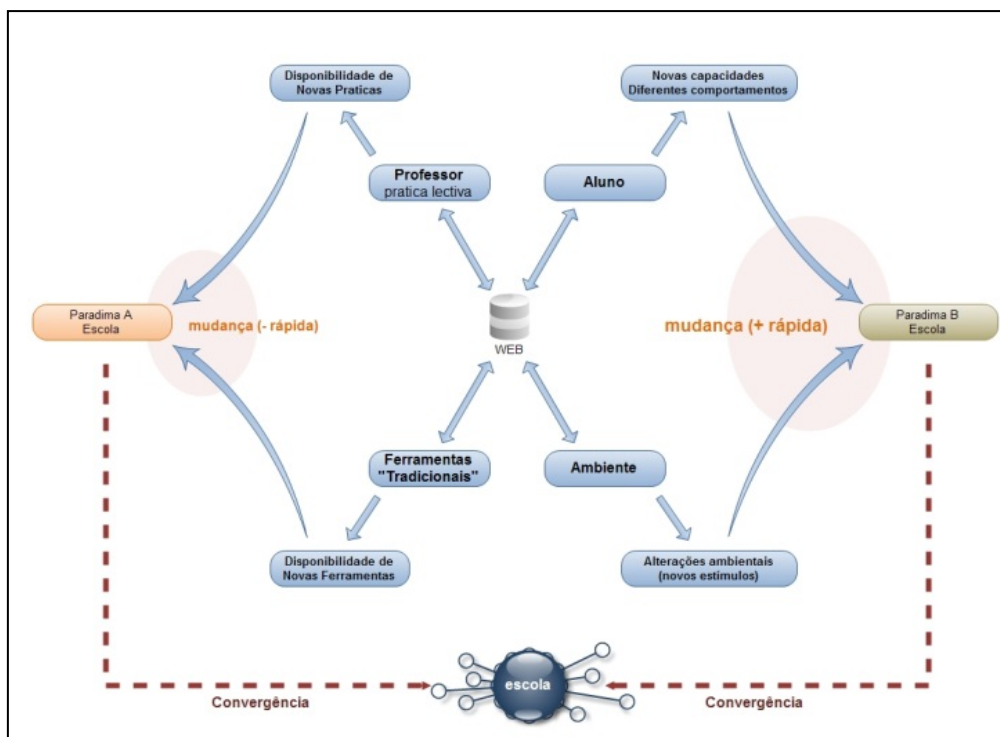 Disponibilidade de
Novas Praticas
Novas capacidades
Diferentes comportamentos
Professor
pratica lectiva
Aluno
Paradima A
Escola
mudança (- rápida)
WEB
mudança (+ rápida)
Paradima B
Escola
Ferramentas
"Tradicionais"
Ambiente
Disponibilidade de
Novas Ferramentas
Alterações ambientais
(novos estimulos)
escola
Convergência
Convergência